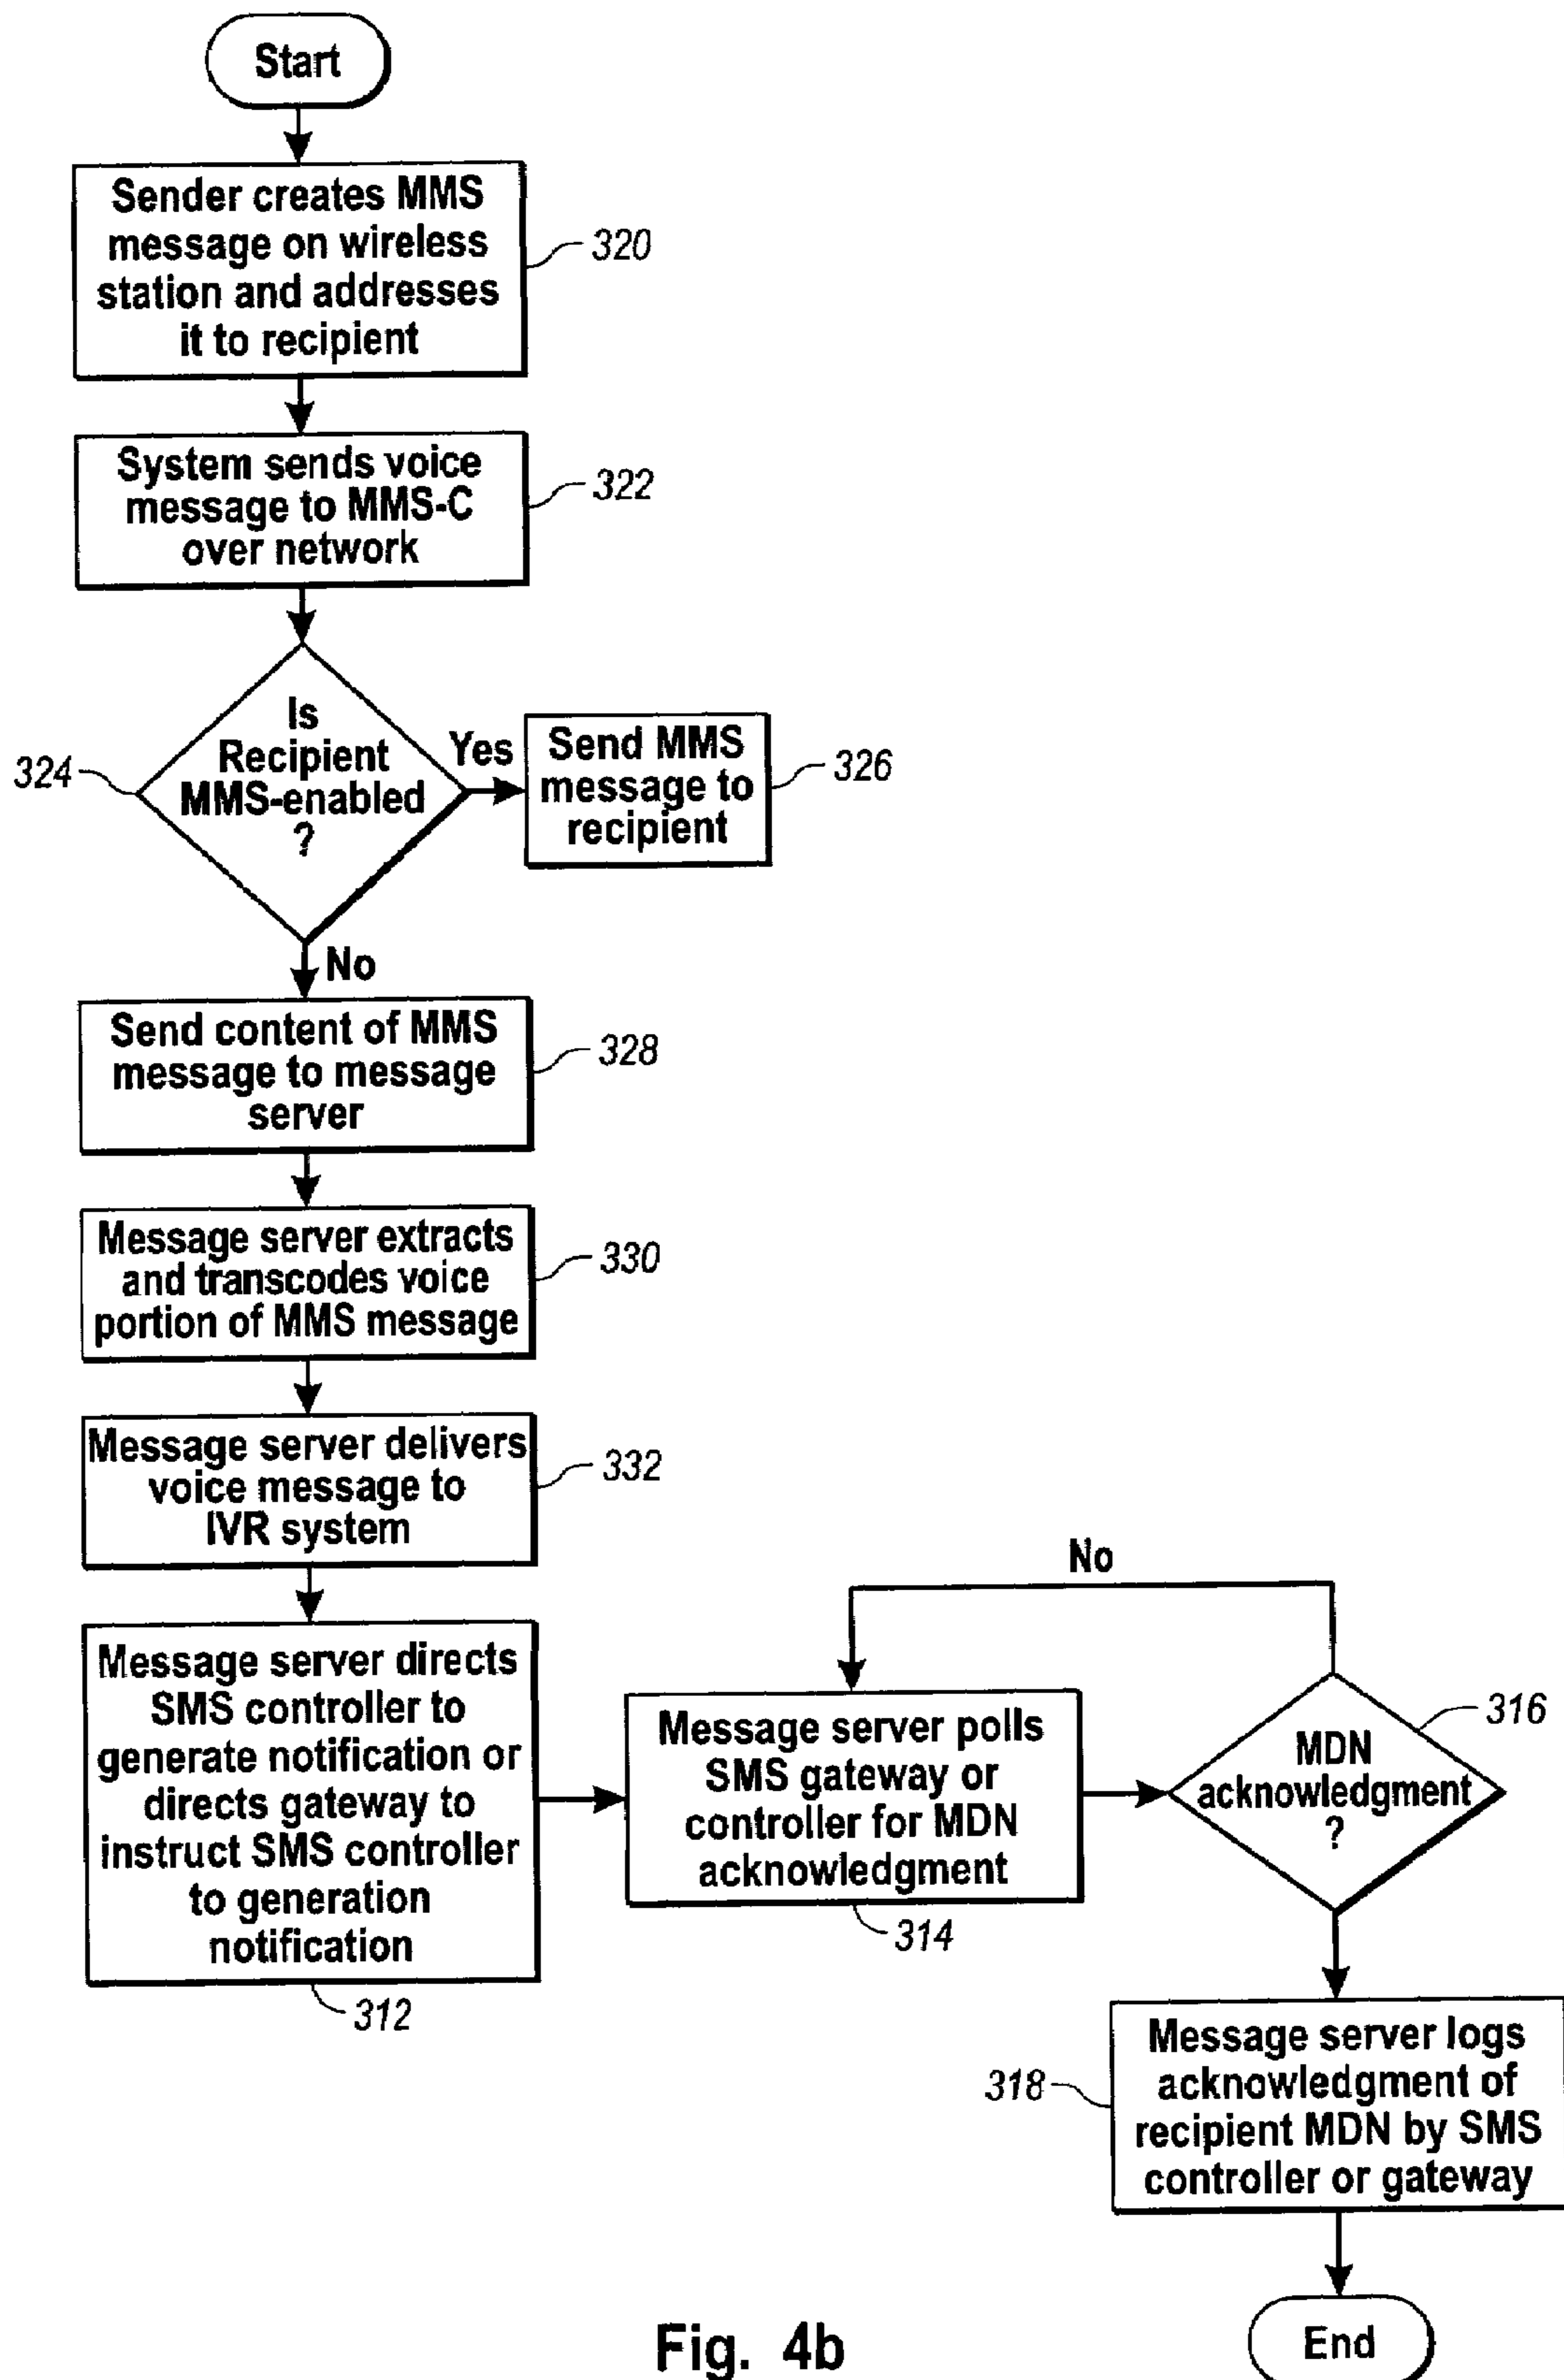 Start
Sender creates MMS
message on wireless
station and addresses
it to recipient
320
System sends voice
message to MMS-C
over network
322
Is
Recipient
MMS-enabled
?
324
Yes
Send MMS
message to
recipient
326
No
Send content of MMS
message to message
server
328
Message server extracts
and transcodes voice
portion of MMS message
330
Message server delivers
voice message to
IVR system
332
Message server directs
SMS controller to
generate notification or
directs gateway to
instruct SMS controller
to generation
notification
312
Message server polls
SMS gateway or
controller for MDN
acknowledgment
314
No
MDN
acknowledgment
?
316
Message server logs
acknowledgment of
recipient MDN by SMS
controller or gateway
318
End
Fig. 4b